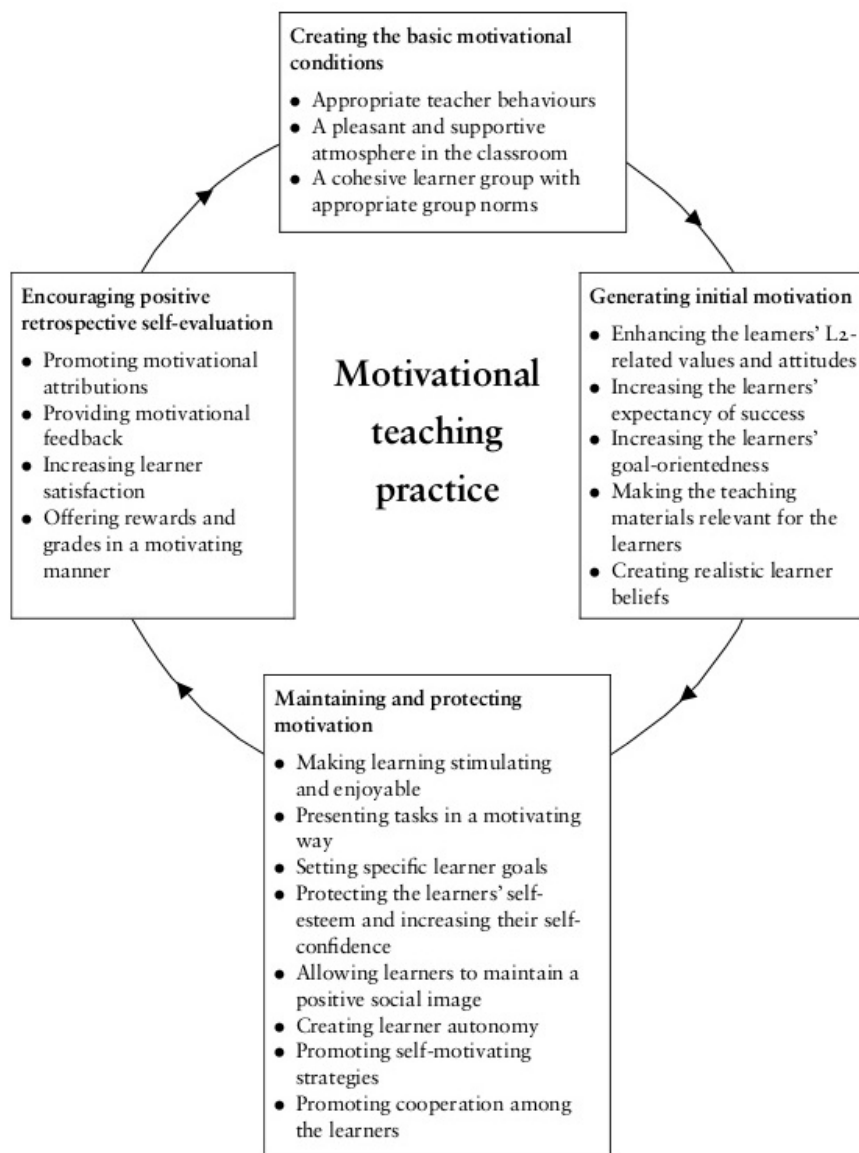 Creating the basic motivational
conditions
● Appropriate teacher behaviours
● A pleasant and supportive
atmosphere in the classroom
● A cohesive learner group with
appropriate group norms
Encouraging positive
retrospective self-evaluation
● Promoting motivational
attributions
● Providing motivational
feedback
● Increasing learner
satisfaction
● Offering rewards and
grades in a motivating
manner
Motivational
teaching
practice
Generating initial motivation
● Enhancing the learners' L2-
related values and attitudes
● Increasing the learners'
expectancy of success
● Increasing the learners'
goal-orientedness
● Making the teaching
materials relevant for the
learners
● Creating realistic learner
beliefs
Maintaining and protecting
motivation
● Making learning stimulating
and enjoyable
● Presenting tasks in a motivating
way
● Setting specific learner goals
● Protecting the learners' self-
esteem and increasing their self-
confidence
● Allowing learners to maintain a
positive social image
● Creating learner autonomy
● Promoting self-motivating
strategies
● Promoting cooperation among
the learners